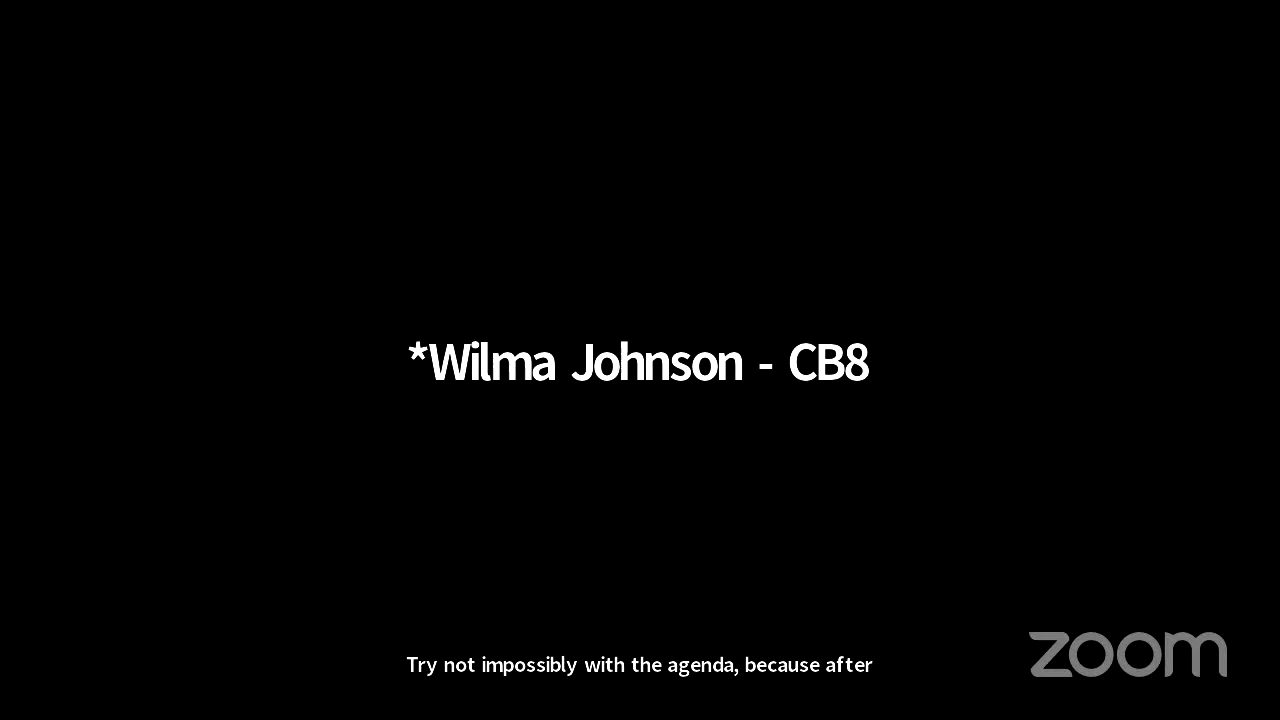 *Wilma Johnson - CB8
Try not impossibly with the agenda, because after
zoom